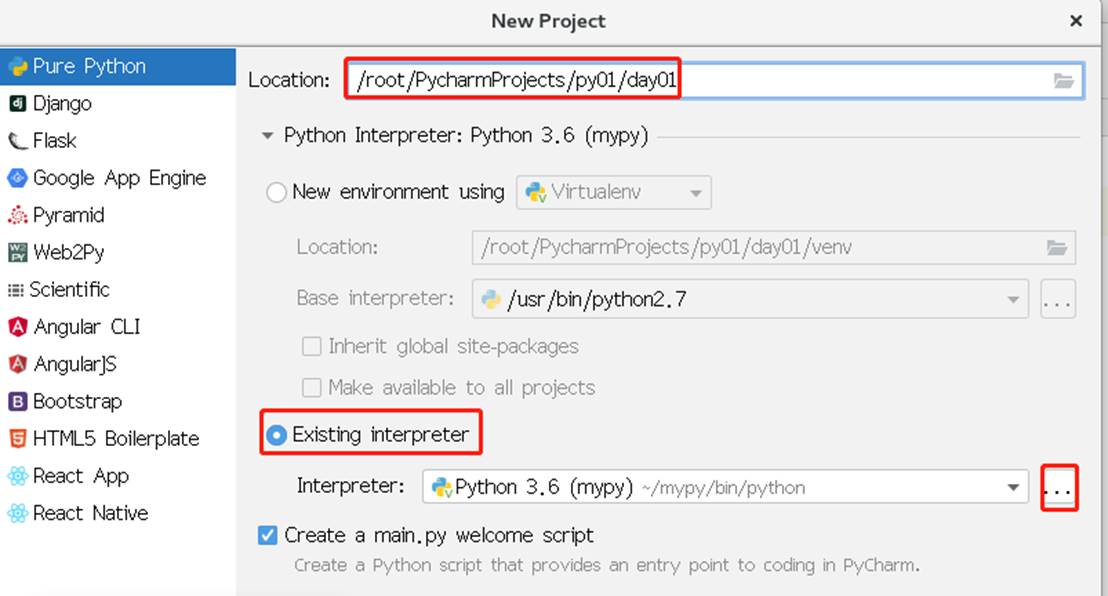 New Project
Pure Python
Django
Flask
Google App Engine
Pyramid
Web2Py
Scientific
Angular CLI
AngularJS
Bootstrap
HTML5 Boilerplate
React App
React Native
Location: /root/PycharmProjects/py01/day01
Python Interpreter: Python 3.6 (mypy)
New environment using Virtualenv
Location: /root/PycharmProjects/py01/day01/venv
Base interpreter: /usr/bin/python2.7 ...
Inherit global site-packages
Make available to all projects
Existing interpreter
Interpreter: Python 3.6 (mypy) ~/mypy/bin/python ...
Create a main.py welcome script
Create a Python script that provides an entry point to coding in PyCharm.